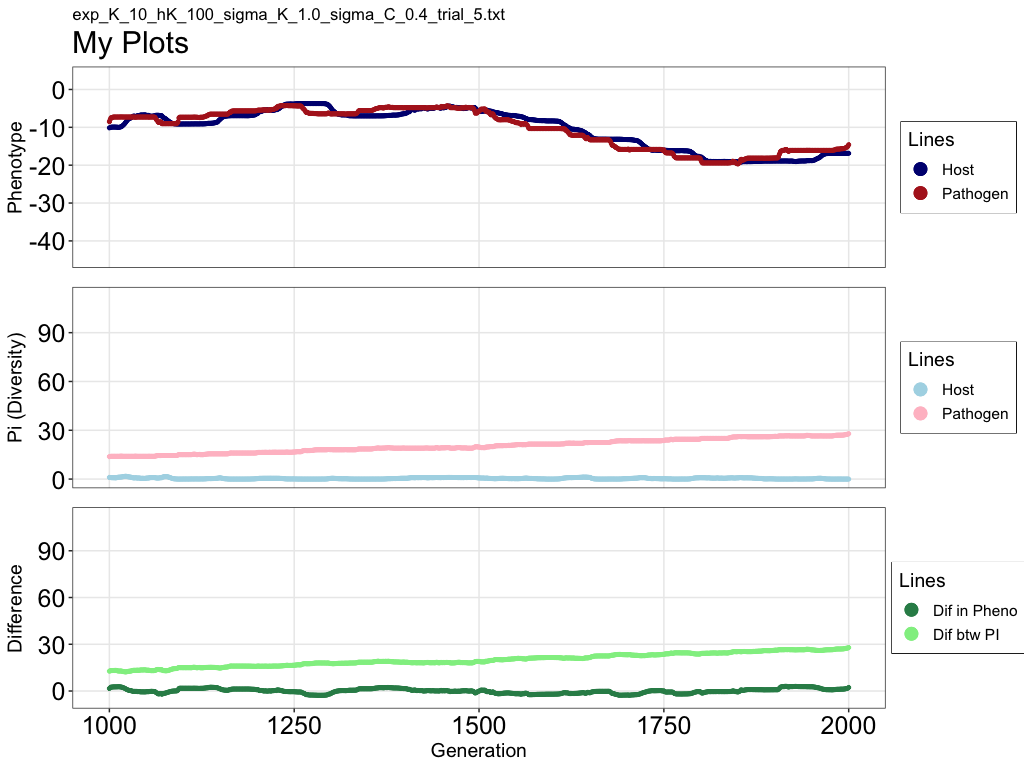 exp_K_10_hK_100_sigma_K_1.0_sigma_C_0.4_trial_5.txt
My Plots
Phenotype
0
-10
-20
-30
-40
Lines
Host
Pathogen
Pi (Diversity)
90
60
30
0
Lines
Host
Pathogen
Difference
90
60
30
0
Lines
Dif in Pheno
Dif btw PI
1000 1250 1500 1750 2000
Generation